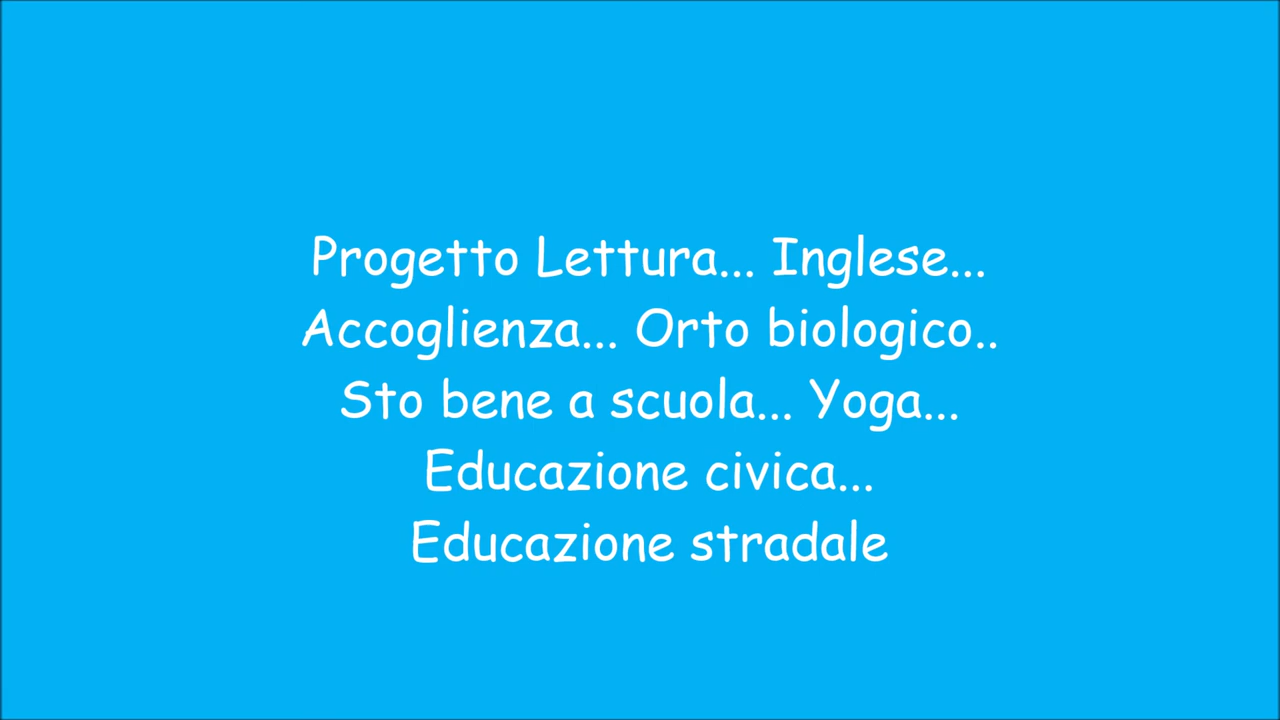 Progetto Lettura... Inglese...
Accoglienza... Orto biologico..
Sto bene a scuola... Yoga...
Educazione civica...
Educazione stradale